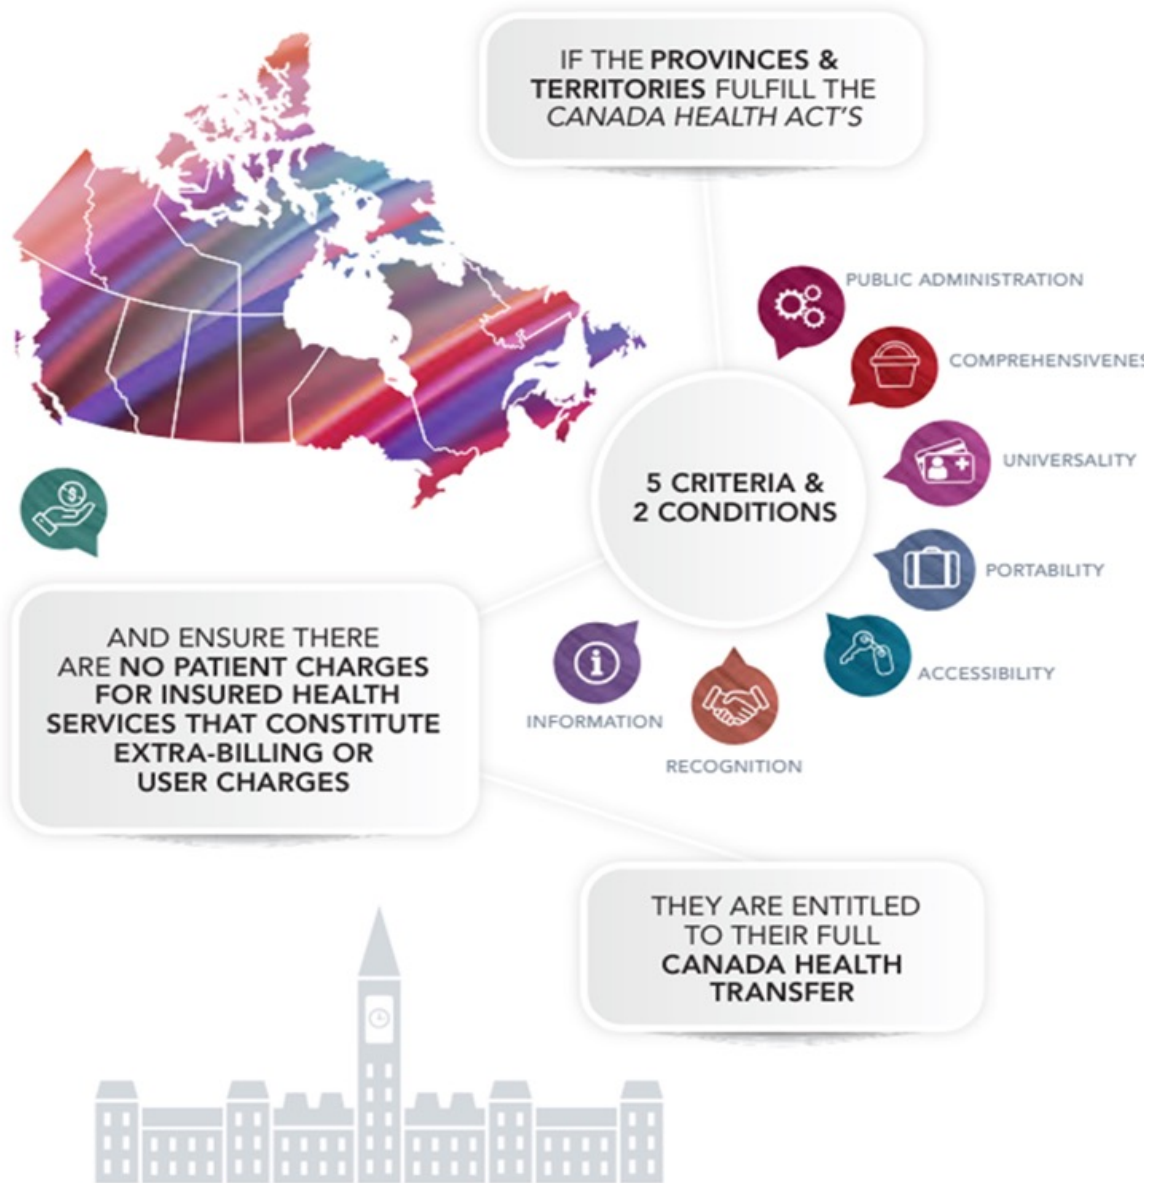 IF THE PROVINCES &
TERRITORIES FULFILL THE
CANADA HEALTH ACT'S
PUBLIC ADMINISTRATION
COMPREHENSIVENES
UNIVERSALITY
5 CRITERIA &
2 CONDITIONS
PORTABILITY
ACCESSIBILITY
INFORMATION
RECOGNITION
$
AND ENSURE THERE
ARE NO PATIENT CHARGES
FOR INSURED HEALTH
SERVICES THAT CONSTITUTE
EXTRA-BILLING OR
USER CHARGES
THEY ARE ENTITLED
TO THEIR FULL
CANADA HEALTH
TRANSFER